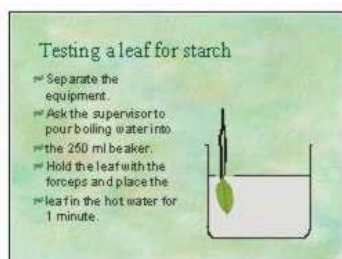 Testing a leaf for starch
Separate the
equipment.
Ask the supervisor to
pour boiling water into
the 250 ml beaker.
Hold the leaf with the
forceps and place the
leaf in the hot water for
1 minute.